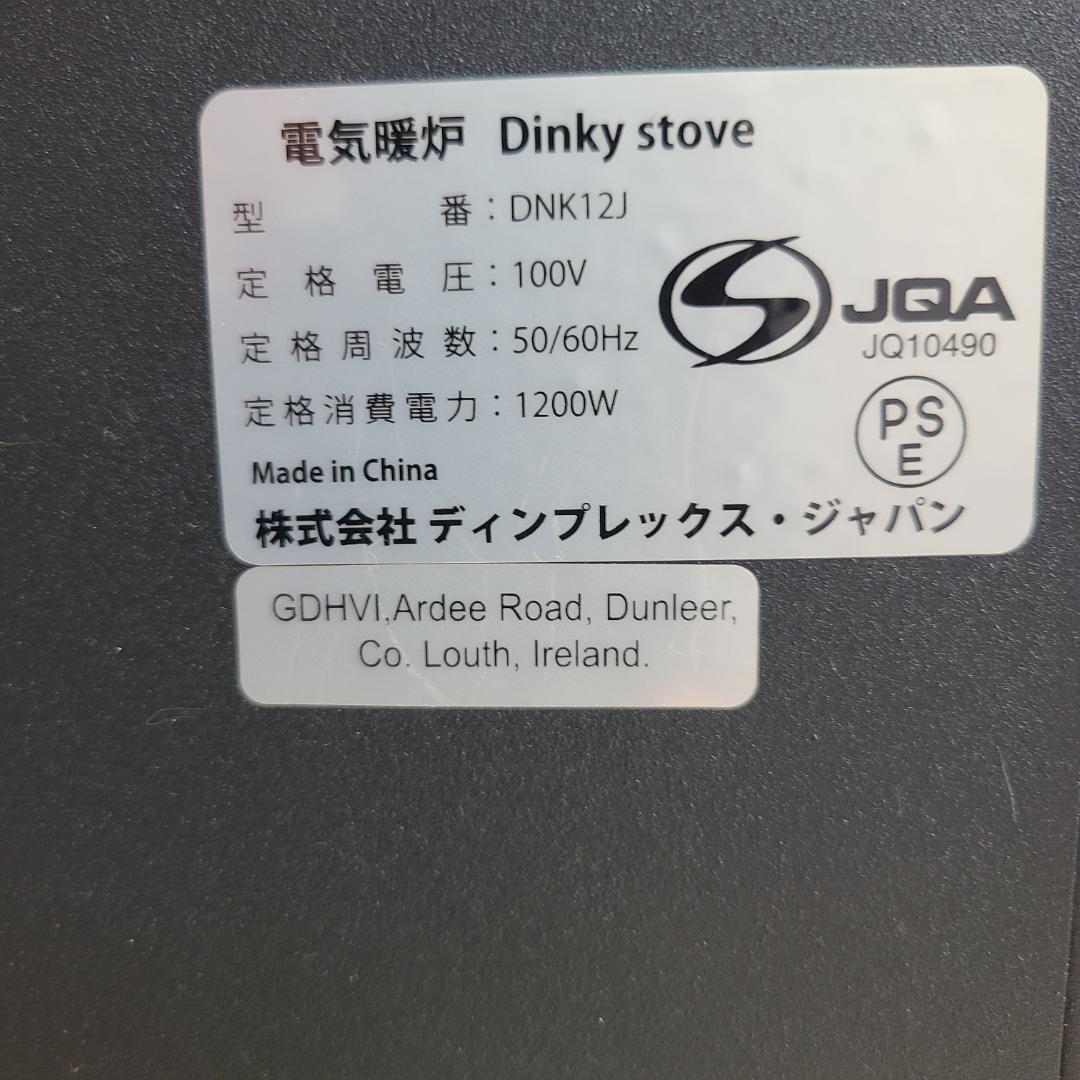 電気暖炉 Dinky stove
型番：DNK12J
定格電圧：100V
定格周波数：50/60Hz
定格消費電力：1200W
JQA
JQ10490
PS
E
Made in China
株式会社 ディンプレックス・ジャパン
GDHVI,Ardee Road, Dunleer,
Co. Louth, Ireland.